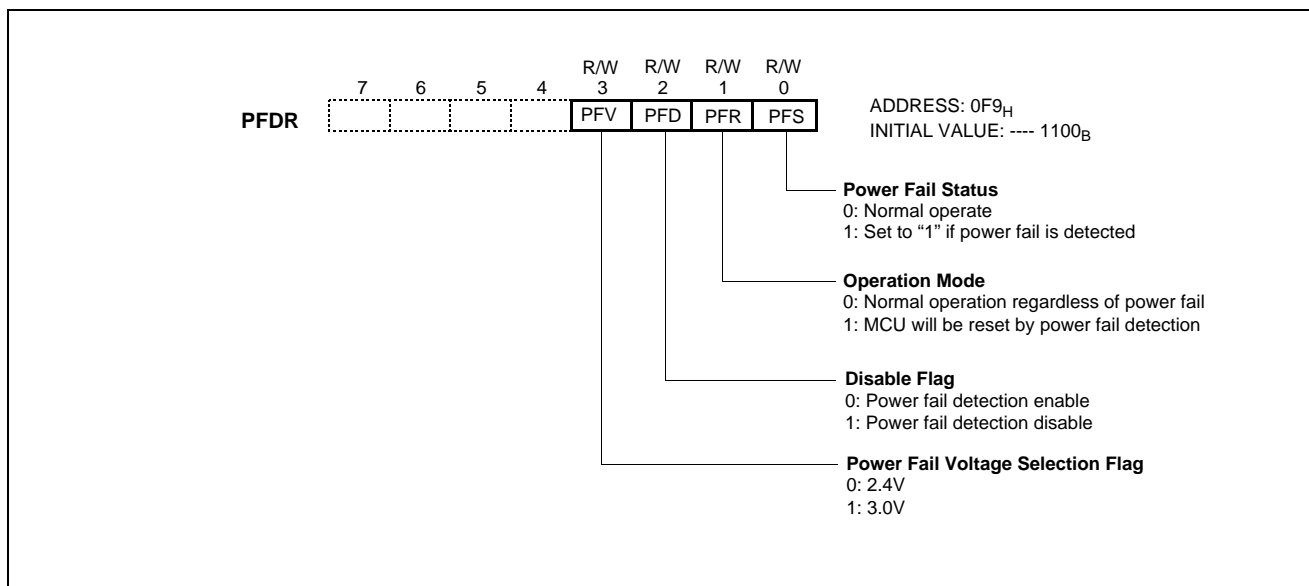 R/W R/W R/W R/W
7 6 5 4 3 2 1 0
PFDR PFV PFD PFR PFS
ADDRESS: 0F9H
INITIAL VALUE: ---- 1100B
Power Fail Status
0: Normal operate
1: Set to “1” if power fail is detected
Operation Mode
0: Normal operation regardless of power fail
1: MCU will be reset by power fail detection
Disable Flag
0: Power fail detection enable
1: Power fail detection disable
Power Fail Voltage Selection Flag
0: 2.4V
1: 3.0V